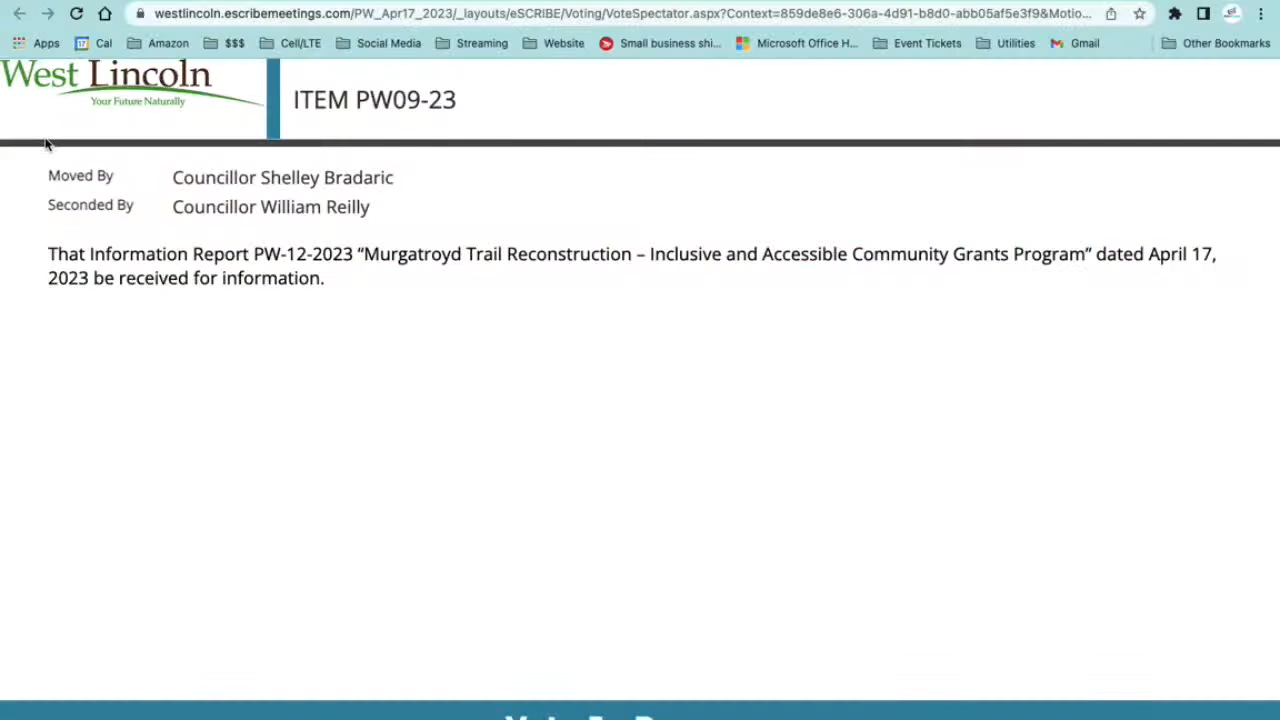 westlincoln.escribemeetings.com/PW_Apr17_2023/_layouts/eSCRIBE/Voting/VoteSpectator.aspx?Context=859de8e6-306a-4d91-b8d0-abb05af5e3f9&Motio...
Apps Cal Amazon $$$ Cell/LTE Social Media Streaming Website Small business shi... Microsoft Office H... Event Tickets Utilities Gmail Other Bookmarks
West Lincoln
Your Future Naturally
ITEM PW09-23
Moved By Councillor Shelley Bradaric
Seconded By Councillor William Reilly
That Information Report PW-12-2023 “Murgatroyd Trail Reconstruction – Inclusive and Accessible Community Grants Program” dated April 17,
2023 be received for information.